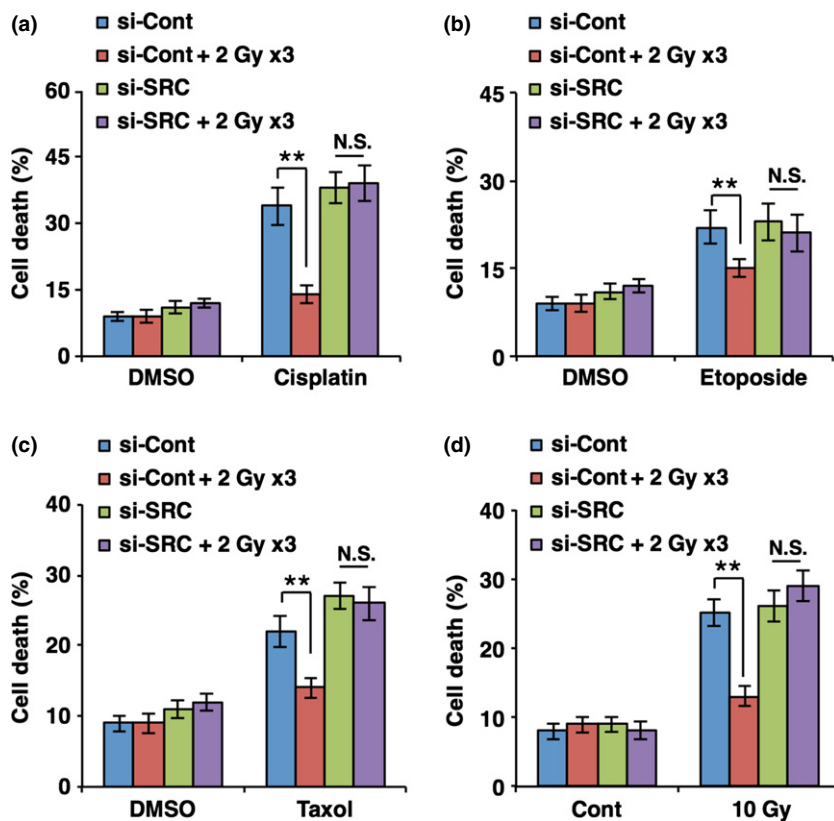 (a)
si-Cont
si-Cont + 2 Gy x3
si-SRC
si-SRC + 2 Gy x3
60
45
30
15
0
Cell death (%)
**
N.S.
DMSO
Cisplatin
(b)
si-Cont
si-Cont + 2 Gy x3
si-SRC
si-SRC + 2 Gy x3
45
30
15
0
Cell death (%)
**
N.S.
DMSO
Etoposide
(c)
si-Cont
si-Cont + 2 Gy x3
si-SRC
si-SRC + 2 Gy x3
40
30
20
10
0
Cell death (%)
**
N.S.
DMSO
Taxol
(d)
si-Cont
si-Cont + 2 Gy x3
si-SRC
si-SRC + 2 Gy x3
40
30
20
10
0
Cell death (%)
**
N.S.
Cont
10 Gy